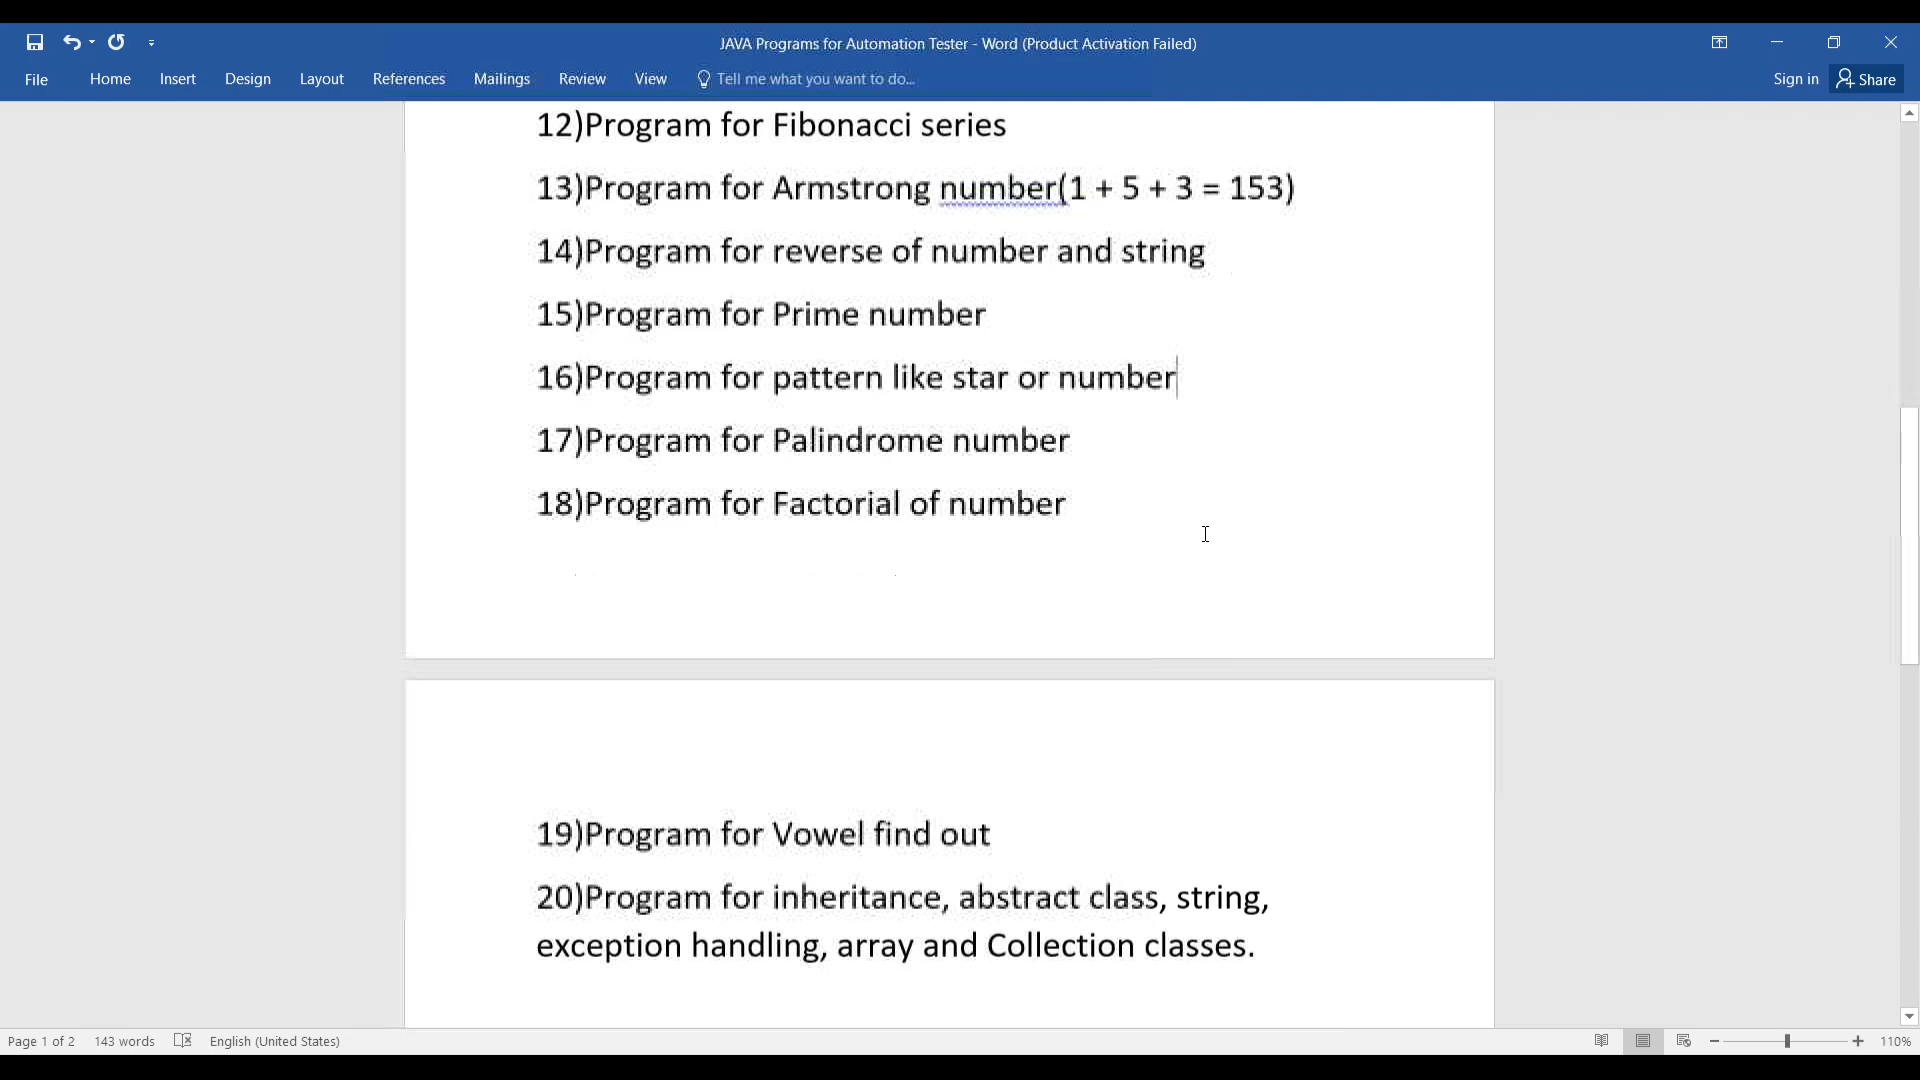 JAVA Programs for Automation Tester - Word (Product Activation Failed)
File Home Insert Design Layout References Mailings Review View Tell me what you want to do... Sign in Share
12)Program for Fibonacci series
13)Program for Armstrong number(1 + 5 + 3 = 153)
14)Program for reverse of number and string
15)Program for Prime number
16)Program for pattern like star or number
17)Program for Palindrome number
18)Program for Factorial of number
19)Program for Vowel find out
20)Program for inheritance, abstract class, string,
exception handling, array and Collection classes.
Page 1 of 2 143 words English (United States) 110%